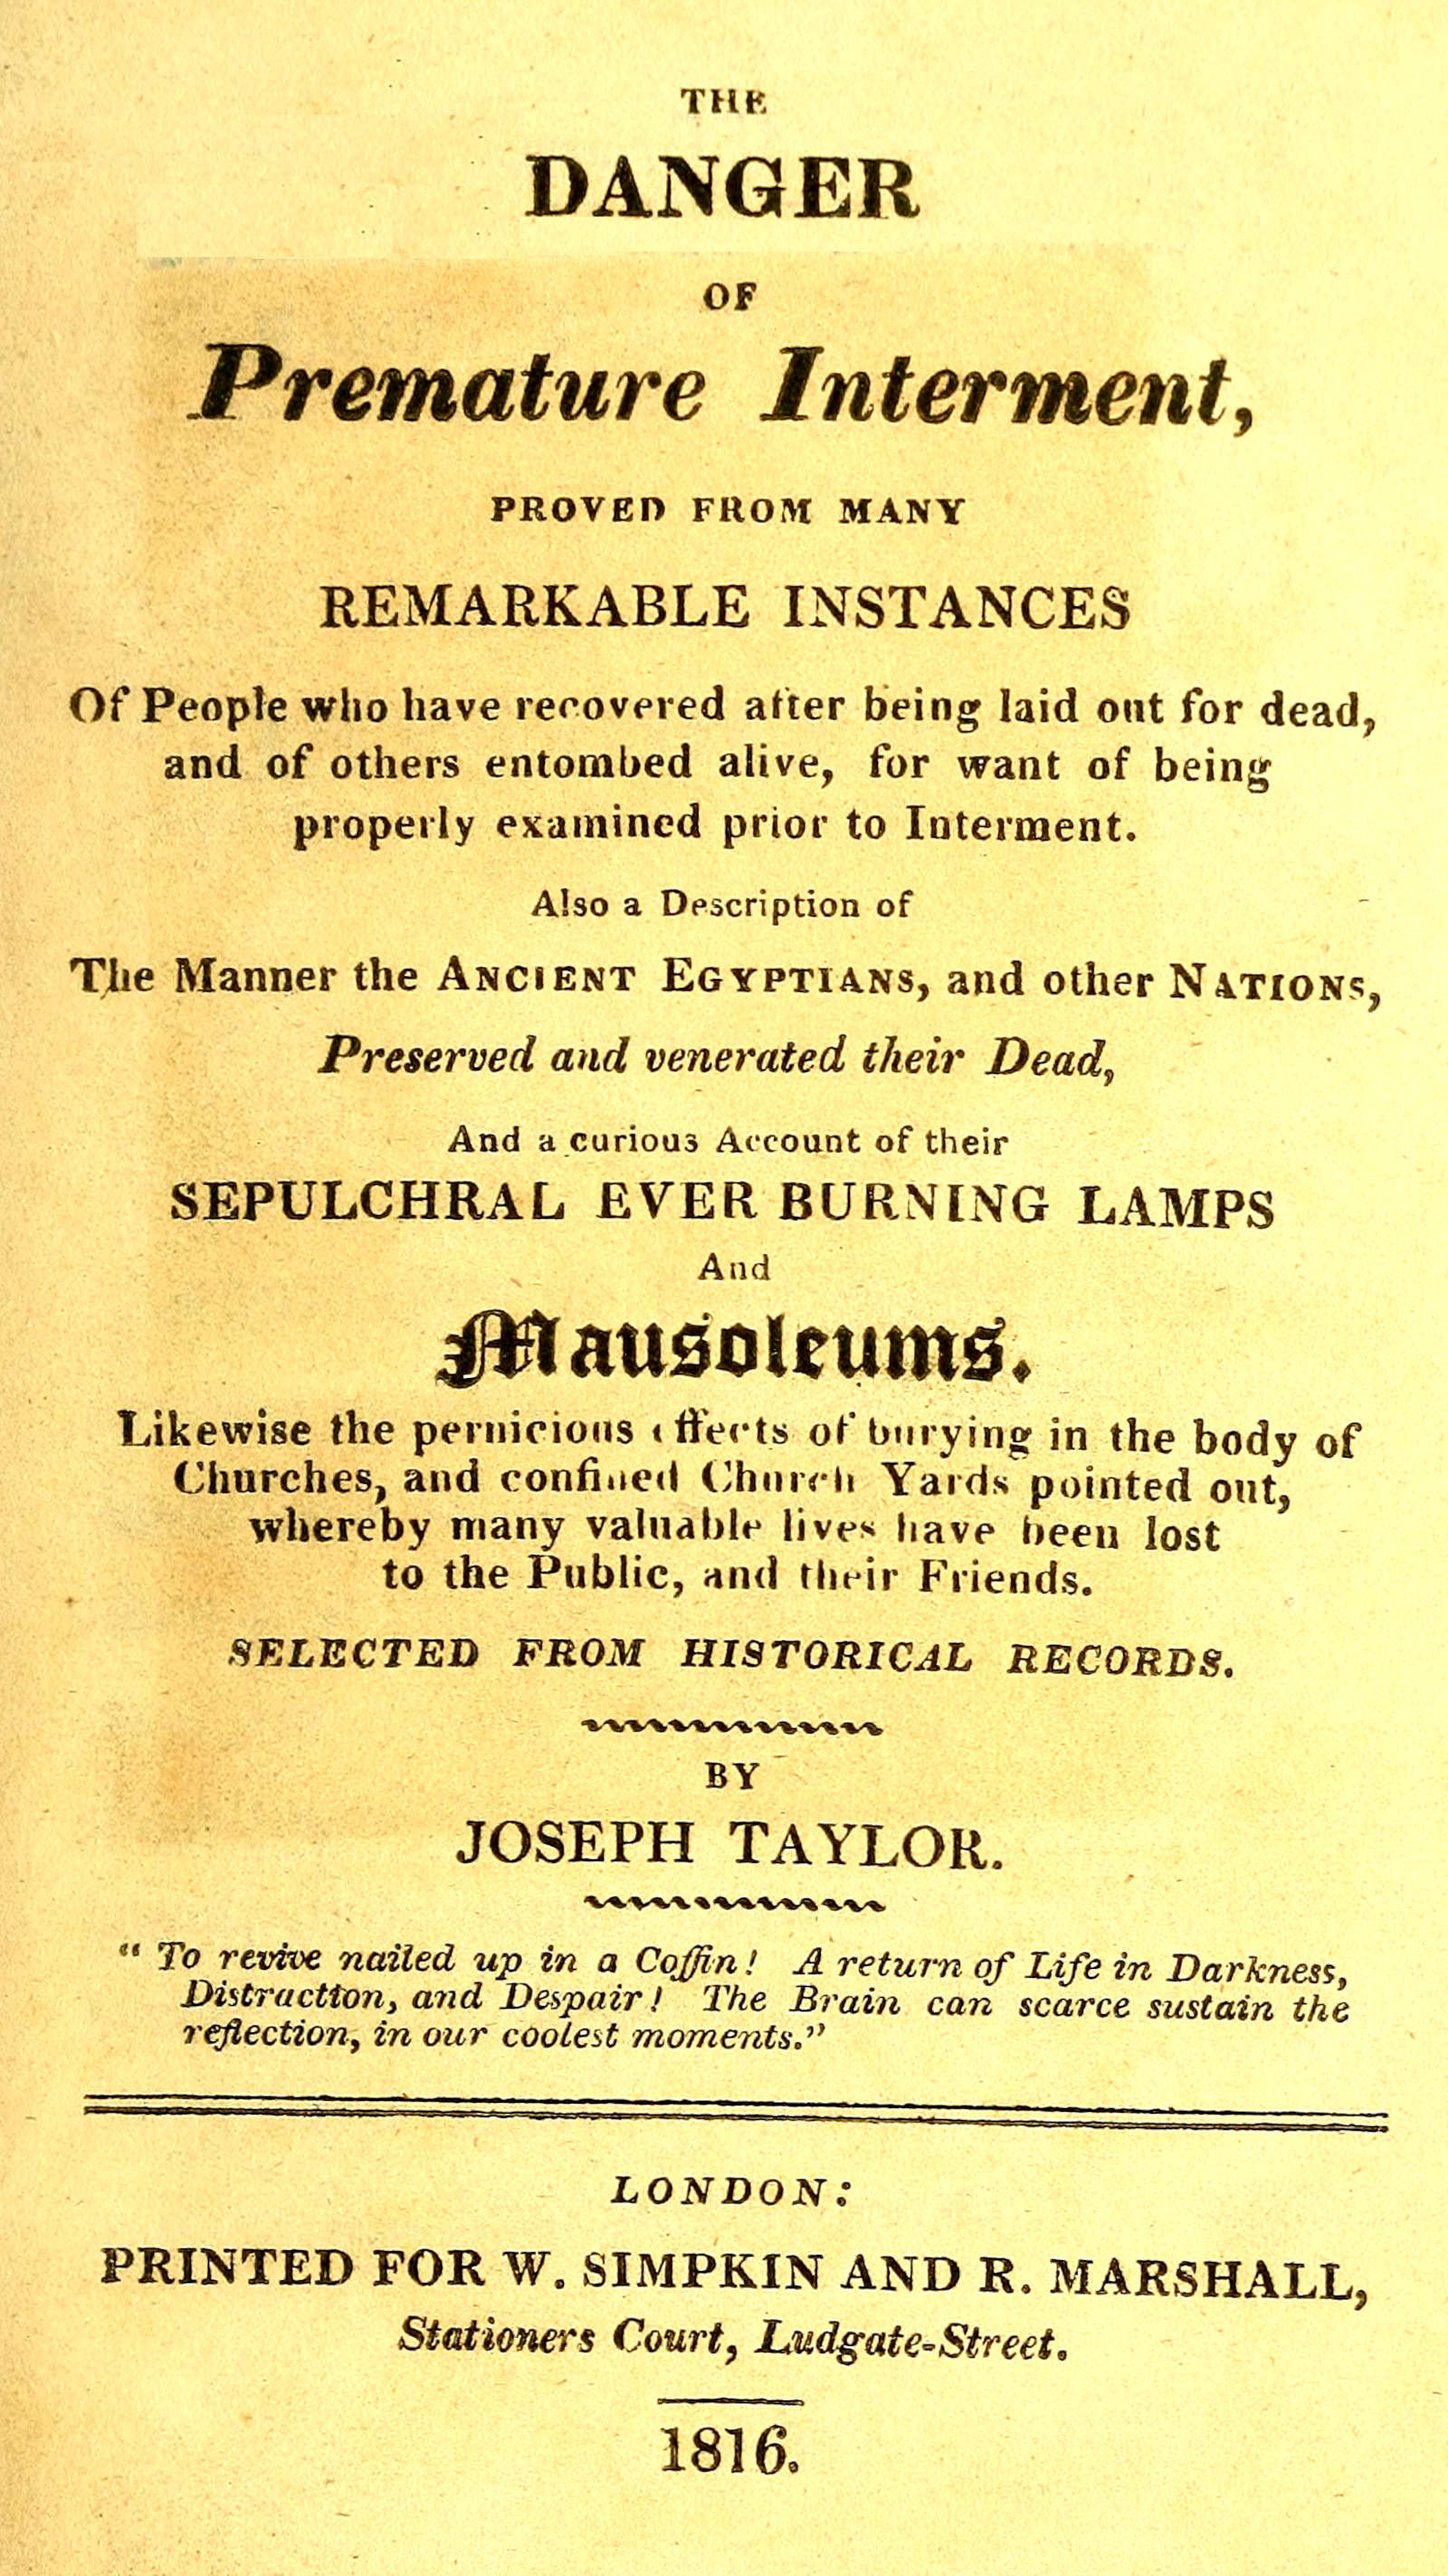 THE
DANGER
OF
Premature Interment,
PROVED FROM MANY
REMARKABLE INSTANCES
Of People who have recovered after being laid out for dead,
and of others entombed alive, for want of being
properly examined prior to Interment.
Also a Description of
The Manner the ANCIENT EGYPTIANS, and other NATIONS,
Preserved and venerated their Dead,
And a curious Account of their
SEPULCHRAL EVER BURNING LAMPS
And
Mausoleums.
Likewise the pernicious effects of burying in the body of
Churches, and confined Church Yards pointed out,
whereby many valuable lives have been lost
to the Public, and their Friends.
SELECTED FROM HISTORICAL RECORDS.
BY
JOSEPH TAYLOR.
“ To revive nailed up in a Coffin! A return of Life in Darkness,
Distraction, and Despair! The Brain can scarce sustain the
reflection, in our coolest moments.”
LONDON:
PRINTED FOR W. SIMPKIN AND R. MARSHALL,
Stationers Court, Ludgate-Street.
1816.